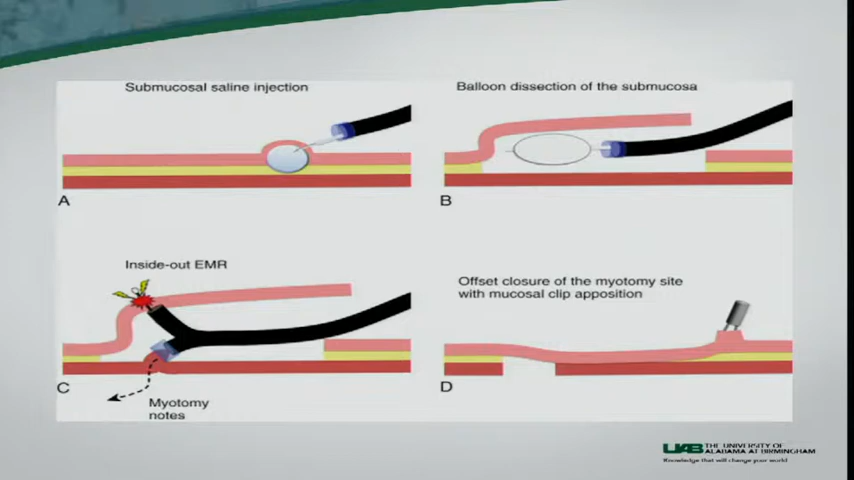 Submucosal saline injection
Balloon dissection of the submucosa
A
B
Inside-out EMR
Offset closure of the myotomy site
with mucosal clip apposition
C
D
Myotomy
notes
UAB THE UNIVERSITY OF
ALABAMA AT BIRMINGHAM
Knowledge that will change your world